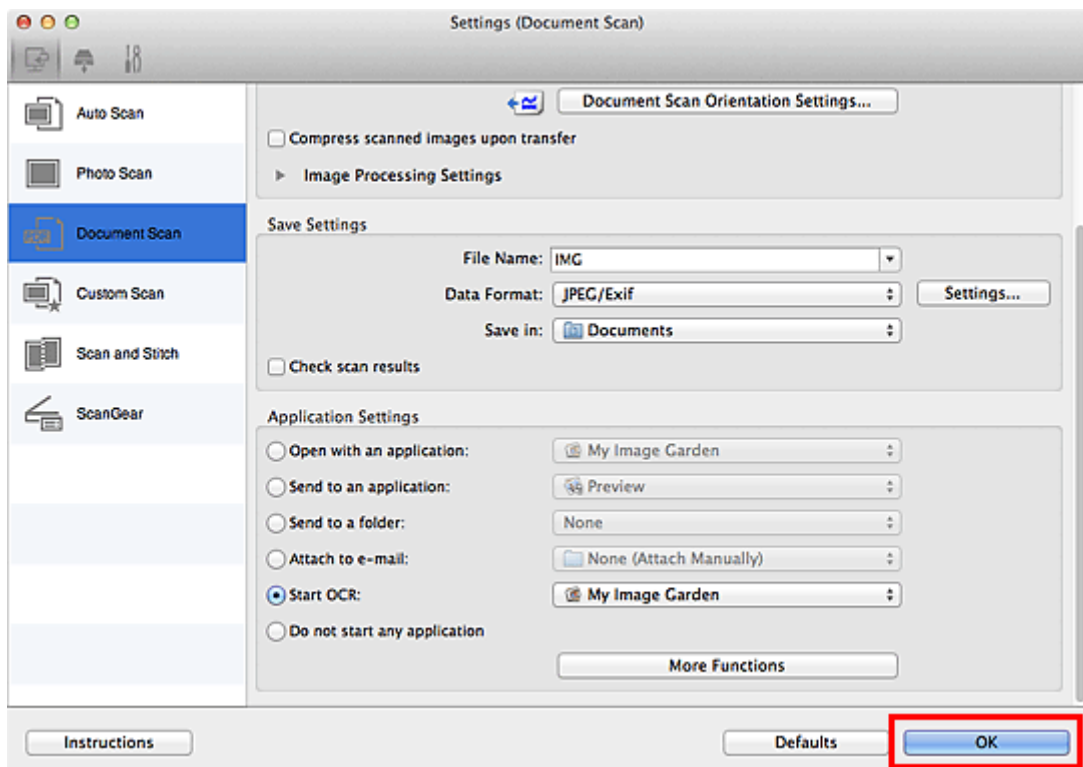 Settings (Document Scan)
Auto Scan
Photo Scan
PDF
Document Scan
Custom Scan
Scan and Stitch
ScanGear
Document Scan Orientation Settings...
Compress scanned images upon transfer
Image Processing Settings
Save Settings
File Name: IMG
Data Format: JPEG/Exif Settings...
Save in: Documents
Check scan results
Application Settings
Open with an application: My Image Garden
Send to an application: Preview
Send to a folder: None
Attach to e-mail: None (Attach Manually)
Start OCR: My Image Garden
Do not start any application
More Functions
Instructions Defaults OK